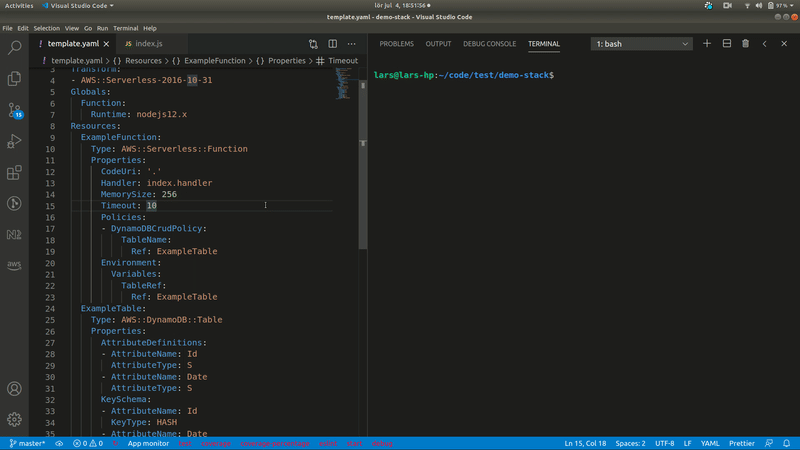 Activities Visual Studio Code lör jul 4, 18:51:56 97%
template.yaml - demo-stack - Visual Studio Code
File Edit Selection View Go Run Terminal Help
! template.yaml × JS index.js
! template.yaml > {} Resources > {} ExampleFunction > {} Properties > Timeout
3 Transform:
4 - AWS::Serverless-2016-10-31
5 Globals:
6 Function:
7 Runtime: nodejs12.x
8 Resources:
9 ExampleFunction:
10 Type: AWS::Serverless::Function
11 Properties:
12 CodeUri: '.'
13 Handler: index.handler
14 MemorySize: 256
15 Timeout: 10
16 Policies:
17 - DynamoDBCrudPolicy:
18 TableName:
19 Ref: ExampleTable
20 Environment:
21 Variables:
22 TableRef:
23 Ref: ExampleTable
24 ExampleTable:
25 Type: AWS::DynamoDB::Table
26 Properties:
27 AttributeDefinitions:
28 - AttributeName: Id
29 AttributeType: S
30 - AttributeName: Date
31 AttributeType: S
32 KeySchema:
33 - AttributeName: Id
34 KeyType: HASH
35 - AttributeName: Date
15
aws
PROBLEMS OUTPUT DEBUG CONSOLE TERMINAL 1: bash
lars@lars-hp:~/code/test/demo-stack$
master* 0 0 App monitor
Ln 15, Col 18 Spaces: 2 UTF-8 LF YAML Prettier